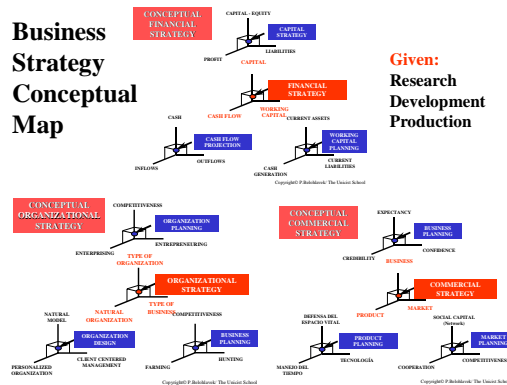 Business
Strategy
Conceptual
Map
CONCEPTUAL
FINANCIAL
STRATEGY
CAPITAL - EQUITY
CAPITAL
STRATEGY
LIABILITIES
PROFIT
CAPITAL
FINANCIAL
STRATEGY
CASH FLOW
WORKING
CAPITAL
CASH
CURRENT ASSETS
CASH FLOW
PROJECTION
WORKING
CAPITAL
PLANNING
OUTFLOWS
INFLOWS
CASH
GENERATION
CURRENT
LIABILITIES
Copyright© P.Belohlavek/ The Unicist School
Given:
Research
Development
Production
CONCEPTUAL
ORGANIZATIONAL
STRATEGY
COMPETITIVENESS
ORGANIZATION
PLANNING
ENTREPRENEURING
ENTERPRISING
TYPE OF
ORGANIZATION
ORGANIZATIONAL
STRATEGY
NATURAL
ORGANIZATION
TYPE OF
BUSINESS
NATURAL
MODEL
COMPETITIVENESS
ORGANIZATION
DESIGN
BUSINESS
PLANNING
CLIENT CENTERED
MANAGEMENT
PERSONALIZED
ORGANIZATION
FARMING
HUNTING
Copyright© P.Belohlavek/ The Unicist School
CONCEPTUAL
COMMERCIAL
STRATEGY
EXPECTANCY
BUSINESS
PLANNING
CONFIDENCE
CREDIBILITY
BUSINESS
COMMERCIAL
STRATEGY
PRODUCT
MARKET
DEFENSA DEL
ESPACIO VITAL
SOCIAL CAPITAL
(Network)
PRODUCT
PLANNING
MARKET
PLANNING
TECNOLOGÍA
MANEJO DEL
TIEMPO
COOPERATION
COMPETITIVENESS
Copyright© P.Belohlavek/ The Unicist School